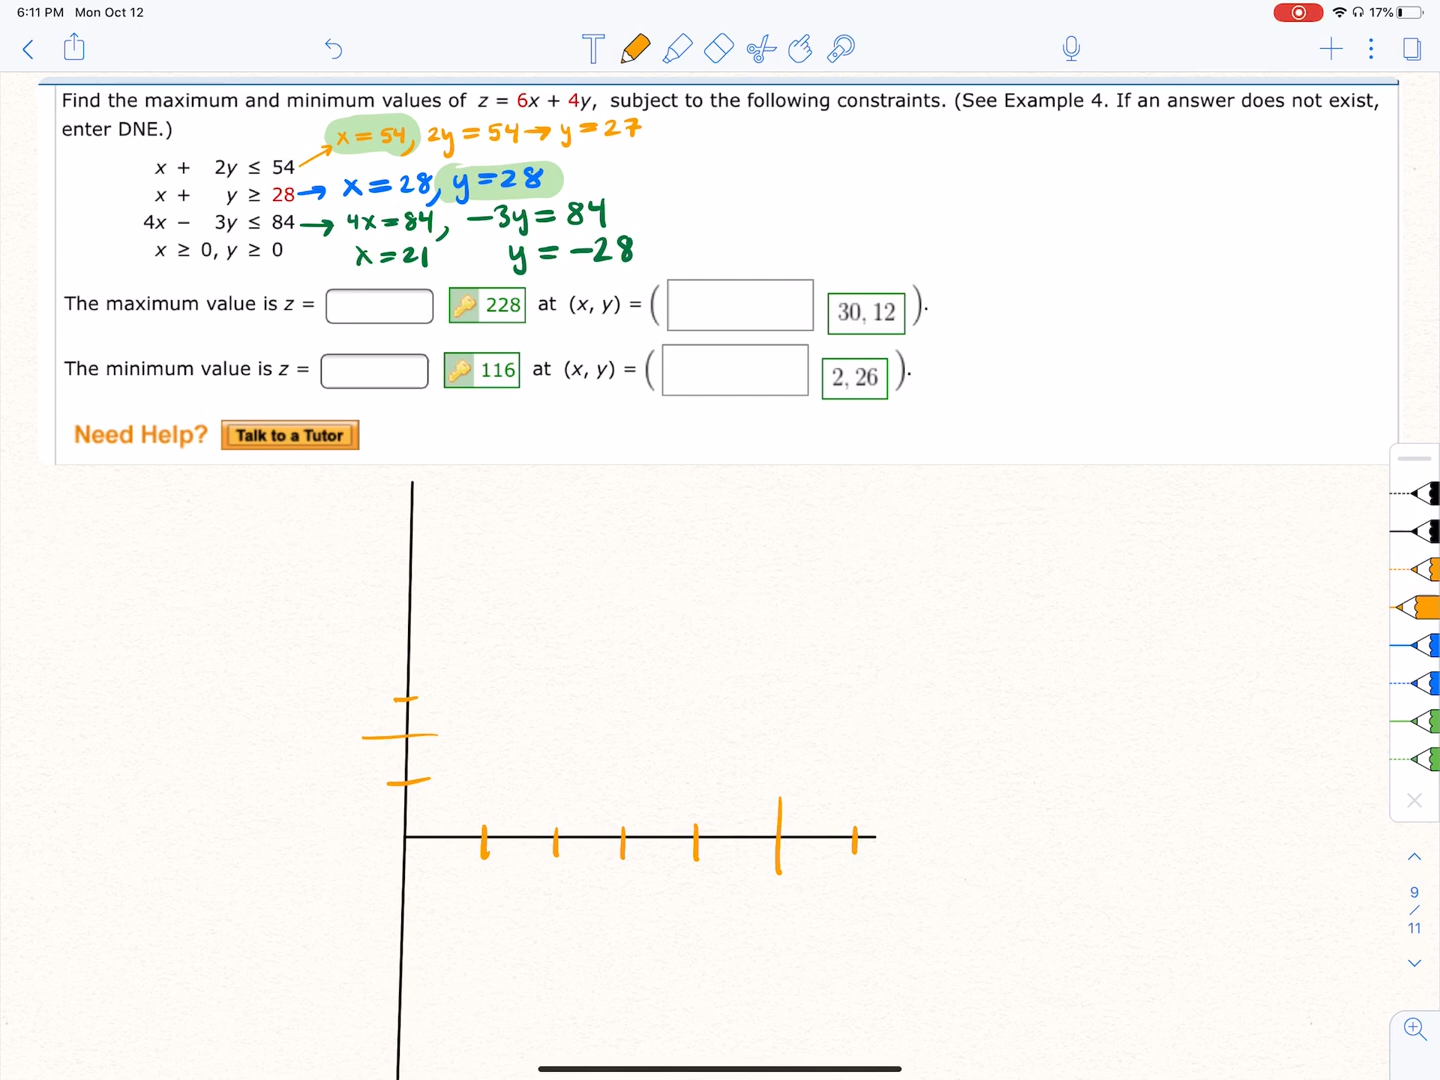 6:11 PM Mon Oct 12
17%
Find the maximum and minimum values of z = 6x + 4y, subject to the following constraints. (See Example 4. If an answer does not exist,
enter DNE.)
x = 54, 2y = 54 → y = 27
x + 2y ≤ 54
x + y ≥ 28 → x = 28, y = 28
4x − 3y ≤ 84 → 4x = 84, −3y = 84
x ≥ 0, y ≥ 0 x = 21 y = −28
The maximum value is z = 228 at (x, y) = ( 30, 12 ).
The minimum value is z = 116 at (x, y) = ( 2, 26 ).
Need Help? Talk to a Tutor
9
/
11